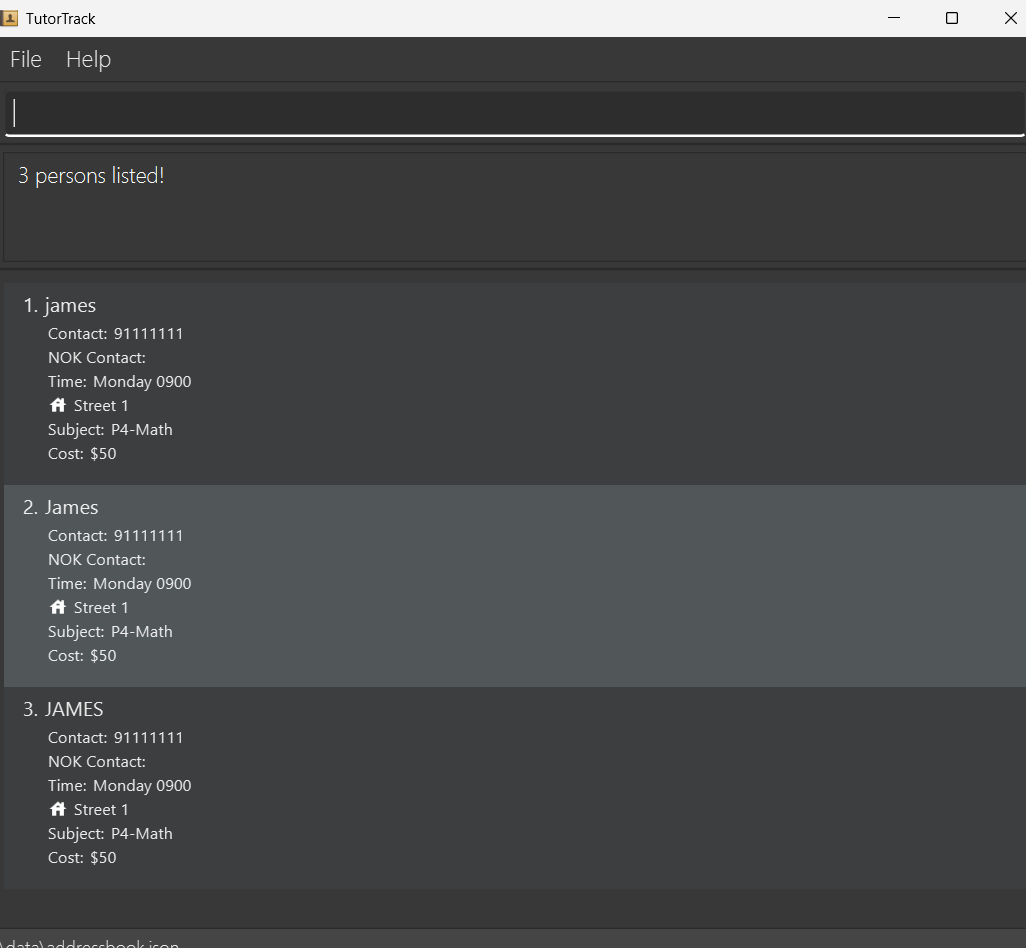 TutorTrack
File Help
3 persons listed!
1. james
Contact: 91111111
NOK Contact:
Time: Monday 0900
Street 1
Subject: P4-Math
Cost: $50
2. James
Contact: 91111111
NOK Contact:
Time: Monday 0900
Street 1
Subject: P4-Math
Cost: $50
3. JAMES
Contact: 91111111
NOK Contact:
Time: Monday 0900
Street 1
Subject: P4-Math
Cost: $50
\data\addressbook.json